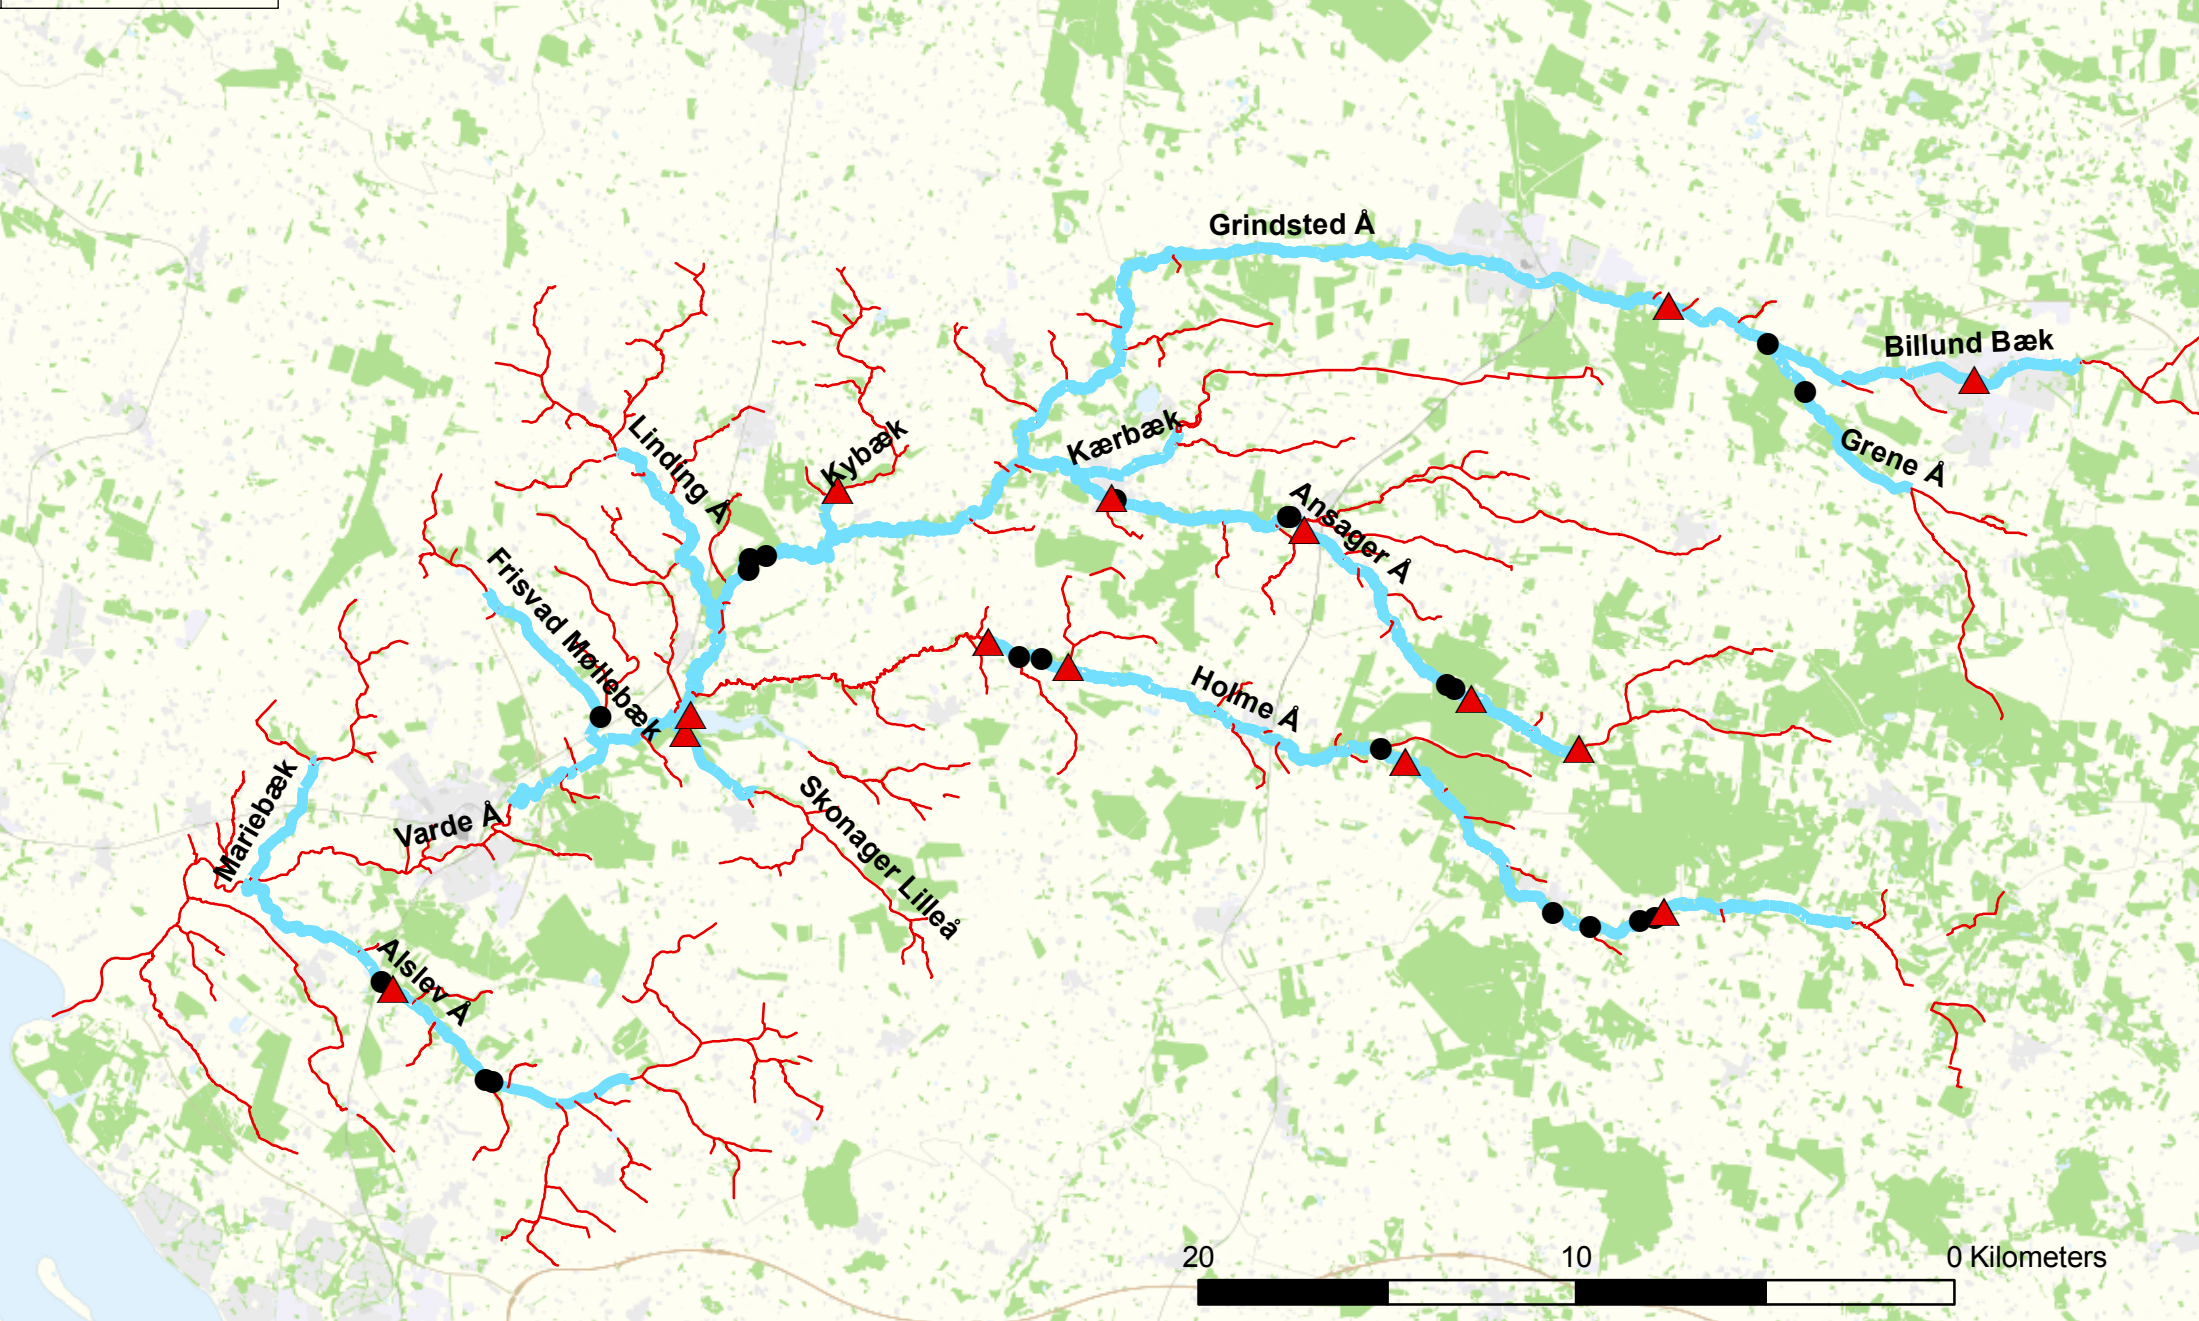 Grindsted Å
Billund Bæk
Grene Å
Kærbæk
Kybæk
Linding Å
Ansager Å
Frisvad Møllebæk
Holme Å
Mariebæk
Varde Å
Skonager Lilleå
Alslev Å
20 10 0 Kilometers